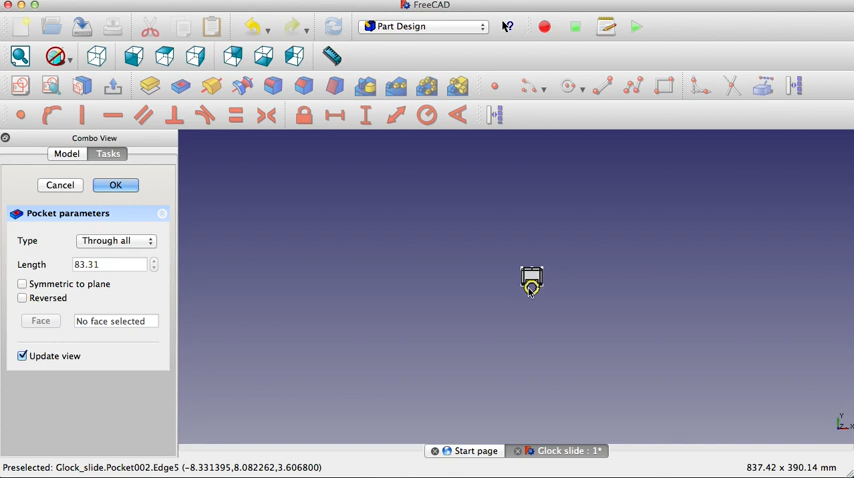 FreeCAD
Part Design
Combo View
Model Tasks
Cancel OK
Pocket parameters
Type Through all
Length 83.31
Symmetric to plane
Reversed
Face No face selected
Update view
Y
Z X
Start page Glock slide : 1*
Preselected: Glock_slide.Pocket002.Edge5 (-8.331395,8.082262,3.606800) 837.42 x 390.14 mm